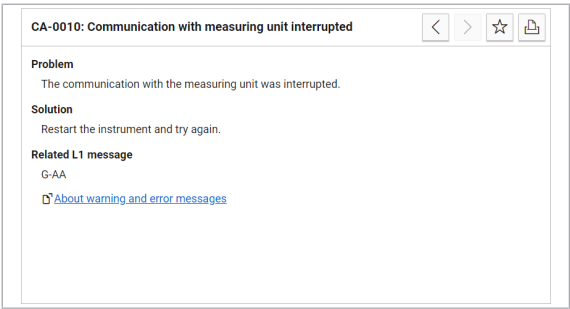 CA-0010: Communication with measuring unit interrupted
Problem
The communication with the measuring unit was interrupted.
Solution
Restart the instrument and try again.
Related L1 message
G-AA
About warning and error messages